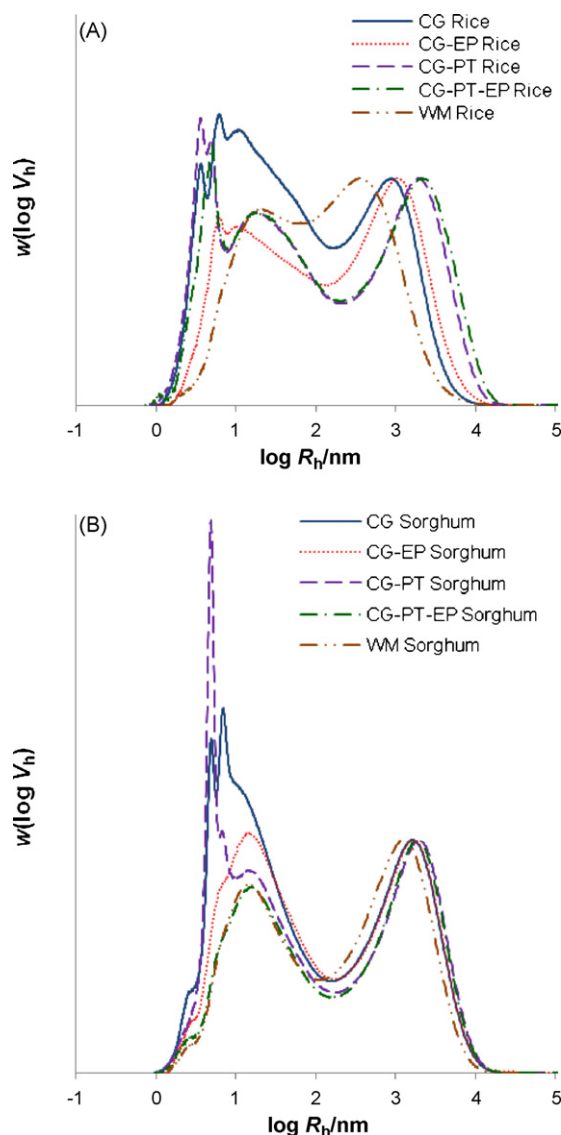 (A)
CG Rice
CG-EP Rice
CG-PT Rice
CG-PT-EP Rice
WM Rice
w(log Vh)
-1 0 1 2 3 4 5
log Rh/nm
(B)
CG Sorghum
CG-EP Sorghum
CG-PT Sorghum
CG-PT-EP Sorghum
WM Sorghum
w(log Vh)
-1 0 1 2 3 4 5
log Rh/nm